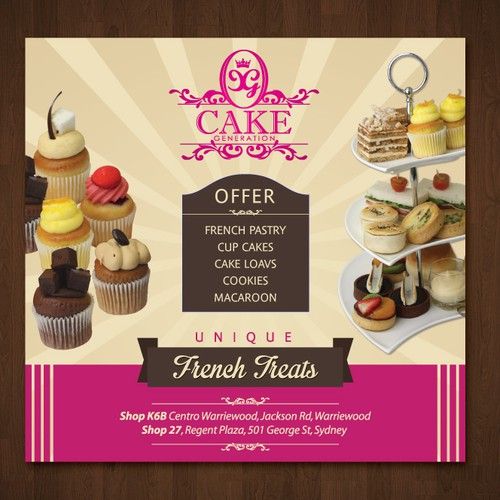 CG
CAKE
GENERATION
OFFER
FRENCH PASTRY
CUP CAKES
CAKE LOAVS
COOKIES
MACAROON
UNIQUE
French Treats
Shop K6B Centro Warriewood, Jackson Rd, Warriewood
Shop 27, Regent Plaza, 501 George St, Sydney